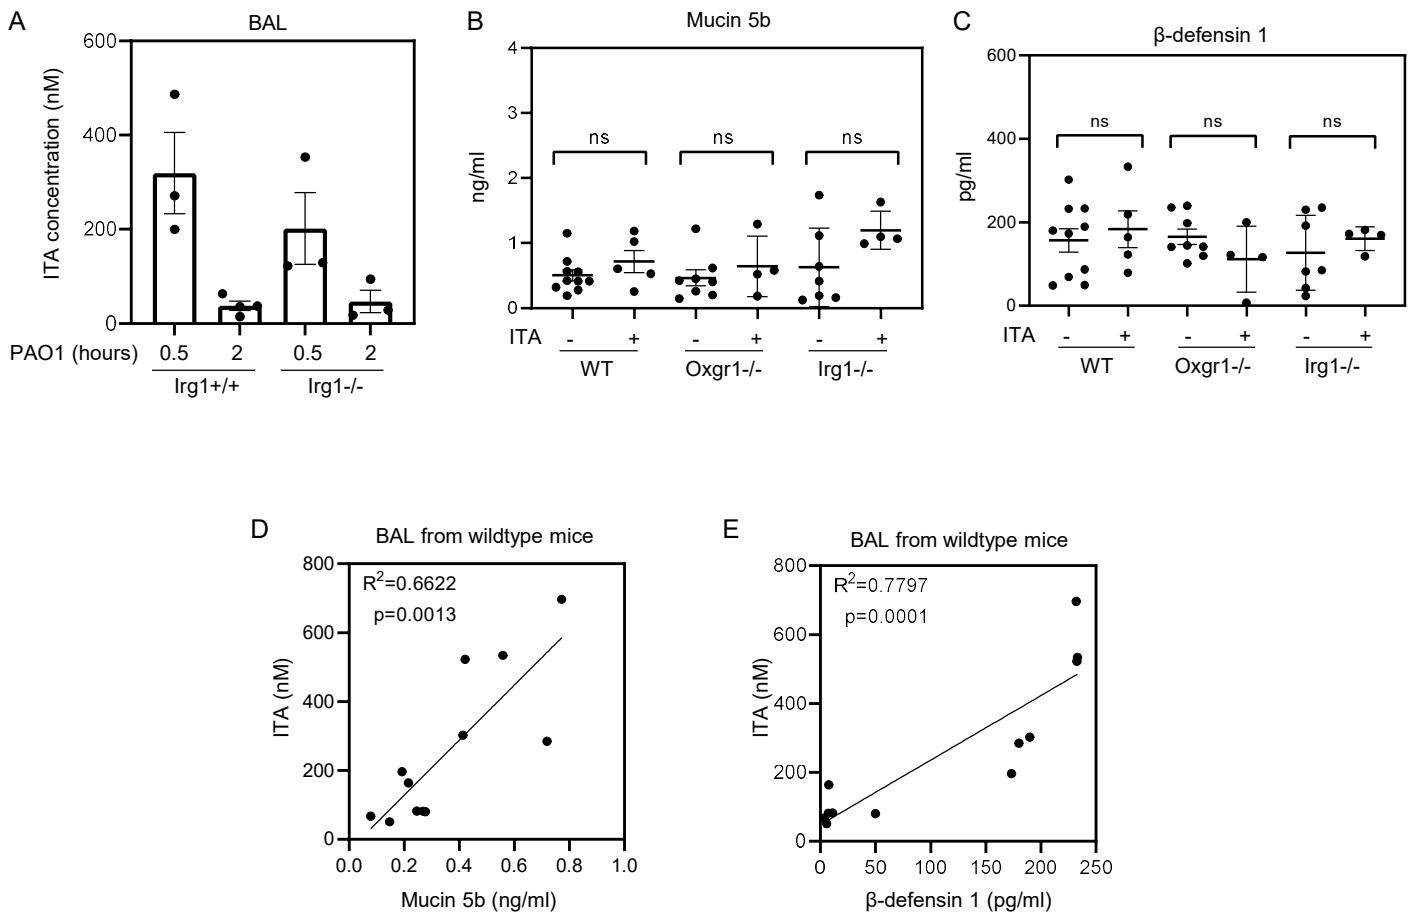 A
BAL
ITA concentration (nM)
600
400
200
0
PAO1 (hours) 0.5 2 0.5 2
Irg1+/+ Irg1-/-
B
Mucin 5b
ng/ml
4
3
2
1
0
ns ns ns
ITA - + - + - +
WT Oxgr1-/- Irg1-/-
C
β-defensin 1
pg/ml
600
400
200
0
ns ns ns
ITA - + - + - +
WT Oxgr1-/- Irg1-/-
D
BAL from wildtype mice
R²=0.6622
p=0.0013
ITA (nM)
800
600
400
200
0
0.0 0.2 0.4 0.6 0.8 1.0
Mucin 5b (ng/ml)
E
BAL from wildtype mice
R²=0.7797
p=0.0001
ITA (nM)
800
600
400
200
0
0 50 100 150 200 250
β-defensin 1 (pg/ml)